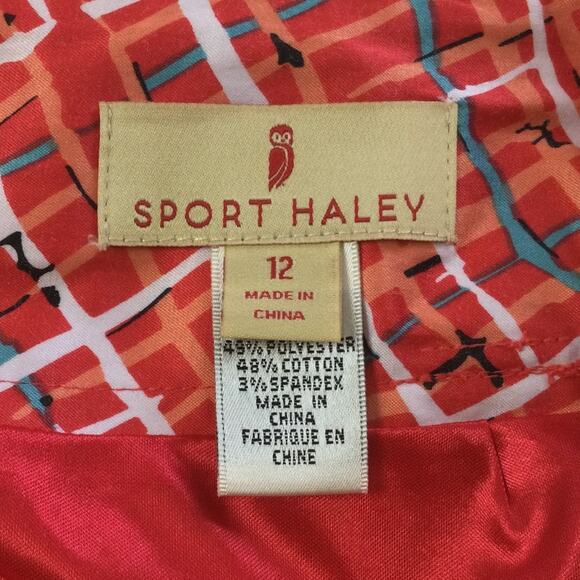 SPORT HALEY
12
MADE IN
CHINA
49% POLYESTER
48% COTTON
3% SPANDEX
MADE IN
CHINA
FABRIQUE EN
CHINE